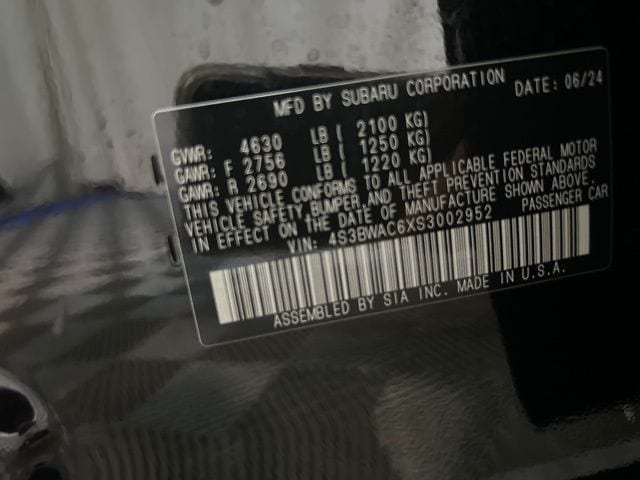 MFD BY SUBARU CORPORATION DATE: 06/24
GVWR: 4630 LB ( 2100 KG)
GAWR: F 2756 LB ( 1250 KG)
GAWR: R 2690 LB ( 1220 KG)
THIS VEHICLE CONFORMS TO ALL APPLICABLE FEDERAL MOTOR
VEHICLE SAFETY, BUMPER, AND THEFT PREVENTION STANDARDS
IN EFFECT ON THE DATE OF MANUFACTURE SHOWN ABOVE.
VIN: 4S3BWAC6XS3002952 PASSENGER CAR
ASSEMBLED BY SIA INC. MADE IN U.S.A.